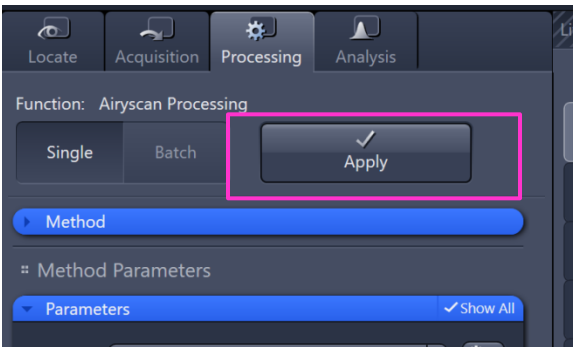 Locate Acquisition Processing Analysis
Function: Airyscan Processing
Single Batch Apply
Method
Method Parameters
Parameters Show All